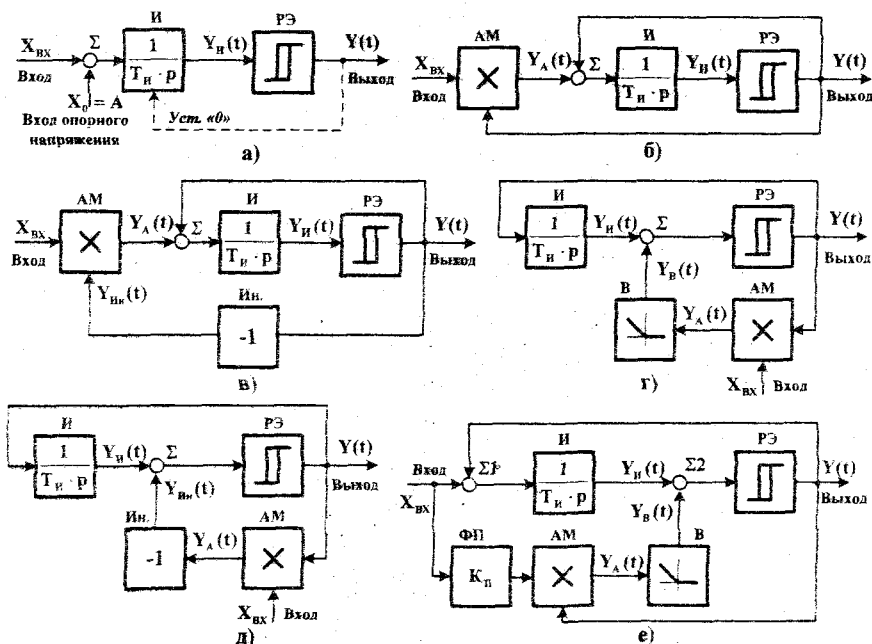 И
РЭ
X_ВХ
Σ
1
T_И · p
Y_И(t)
Y(t)
Вход
Выход
X_0 = A
Вход опорного
напряжения
Уст. «0»
а)
АМ
И
РЭ
X_ВХ
Вход
×
Y_A(t)
Σ
1
T_И · p
Y_И(t)
Y(t)
Выход
б)
АМ
И
РЭ
X_ВХ
Вход
×
Y_A(t)
Σ
1
T_И · p
Y_И(t)
Y(t)
Выход
Y_Ин(t)
Ин.
-1
в)
И
РЭ
1
T_И · p
Y_И(t)
Σ
Y(t)
Выход
Y_B(t)
В
АМ
Y_A(t)
×
X_ВХ Вход
г)
И
РЭ
1
T_И · p
Y_И(t)
Σ
Y(t)
Выход
Y_Ин(t)
Ин.
АМ
-1
Y_A(t)
×
X_ВХ Вход
д)
И
РЭ
Вход
Σ1
X_ВХ
1
T_И · p
Y_И(t)
Σ2
Y(t)
Выход
Y_B(t)
ФП
АМ
В
К_П
×
Y_A(t)
е)